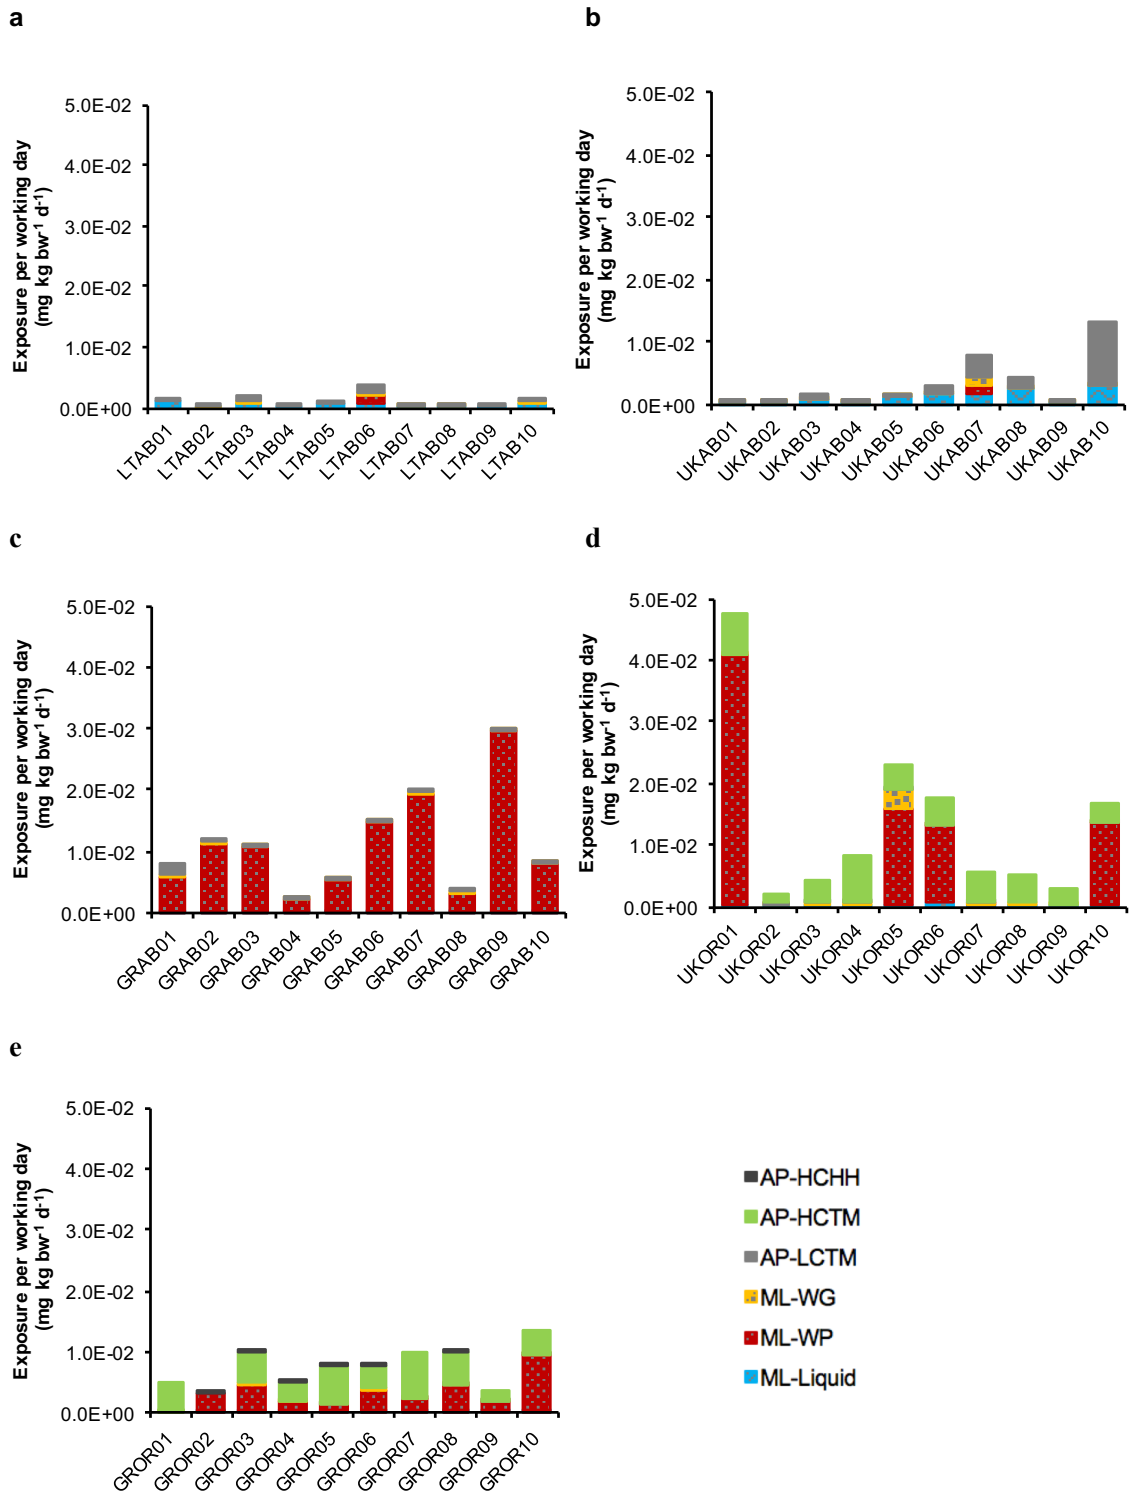 a
Exposure per working day
(mg kg bw-1 d-1)
5.0E-02
4.0E-02
3.0E-02
2.0E-02
1.0E-02
0.0E+00
LTAB01
LTAB02
LTAB03
LTAB04
LTAB05
LTAB06
LTAB07
LTAB08
LTAB09
LTAB10
b
Exposure per working day
(mg kg bw-1 d-1)
5.0E-02
4.0E-02
3.0E-02
2.0E-02
1.0E-02
0.0E+00
UKAB01
UKAB02
UKAB03
UKAB04
UKAB05
UKAB06
UKAB07
UKAB08
UKAB09
UKAB10
c
Exposure per working day
(mg kg bw-1 d-1)
5.0E-02
4.0E-02
3.0E-02
2.0E-02
1.0E-02
0.0E+00
GRAB01
GRAB02
GRAB03
GRAB04
GRAB05
GRAB06
GRAB07
GRAB08
GRAB09
GRAB10
d
Exposure per working day
(mg kg bw-1 d-1)
5.0E-02
4.0E-02
3.0E-02
2.0E-02
1.0E-02
0.0E+00
UKOR01
UKOR02
UKOR03
UKOR04
UKOR05
UKOR06
UKOR07
UKOR08
UKOR09
UKOR10
e
Exposure per working day
(mg kg bw-1 d-1)
5.0E-02
4.0E-02
3.0E-02
2.0E-02
1.0E-02
0.0E+00
GROR01
GROR02
GROR03
GROR04
GROR05
GROR06
GROR07
GROR08
GROR09
GROR10
AP-HCHH
AP-HCTM
AP-LCTM
ML-WG
ML-WP
ML-Liquid